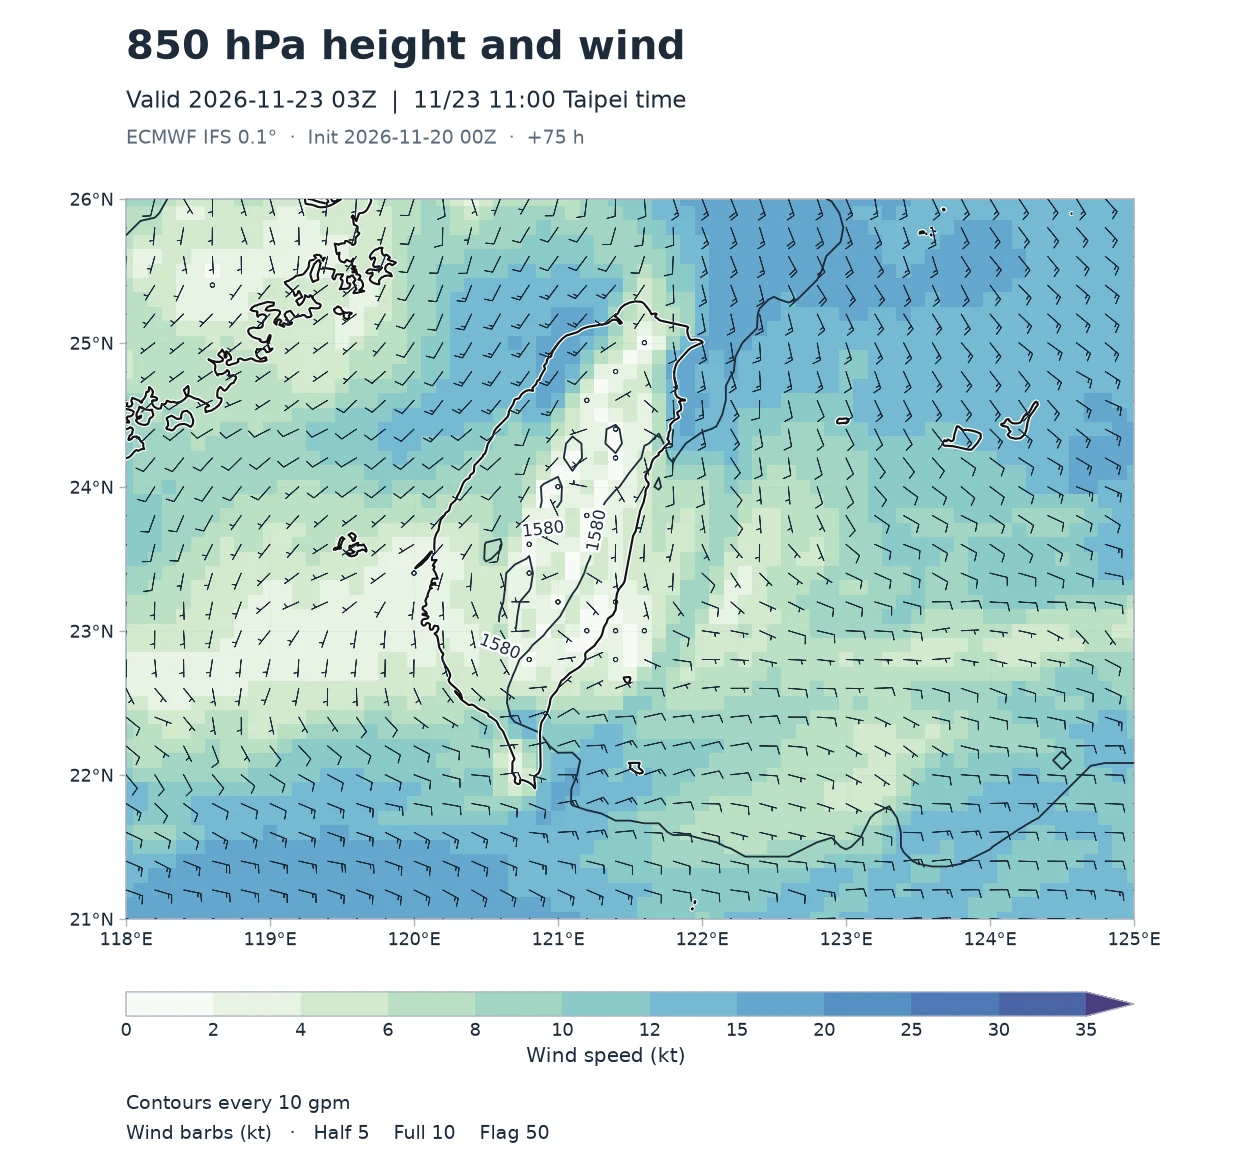 850 hPa height and wind
Valid 2026-11-23 03Z | 11/23 11:00 Taipei time
ECMWF IFS 0.1° · Init 2026-11-20 00Z · +75 h
26°N
25°N
24°N
23°N
22°N
21°N
1580
1580
1580
118°E 119°E 120°E 121°E 122°E 123°E 124°E 125°E
0 2 4 6 8 10 12 15 20 25 30 35
Wind speed (kt)
Contours every 10 gpm
Wind barbs (kt) · Half 5 Full 10 Flag 50